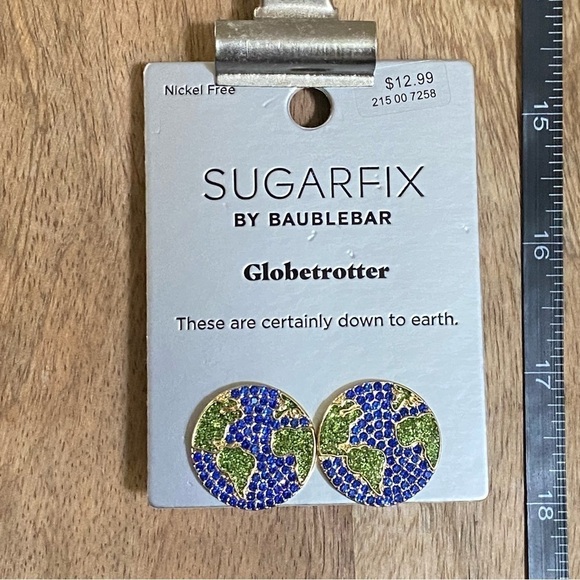 Nickel Free
$12.99
215 00 7258
SUGARFIX
BY BAUBLEBAR
Globetrotter
These are certainly down to earth.
15
16
17
18